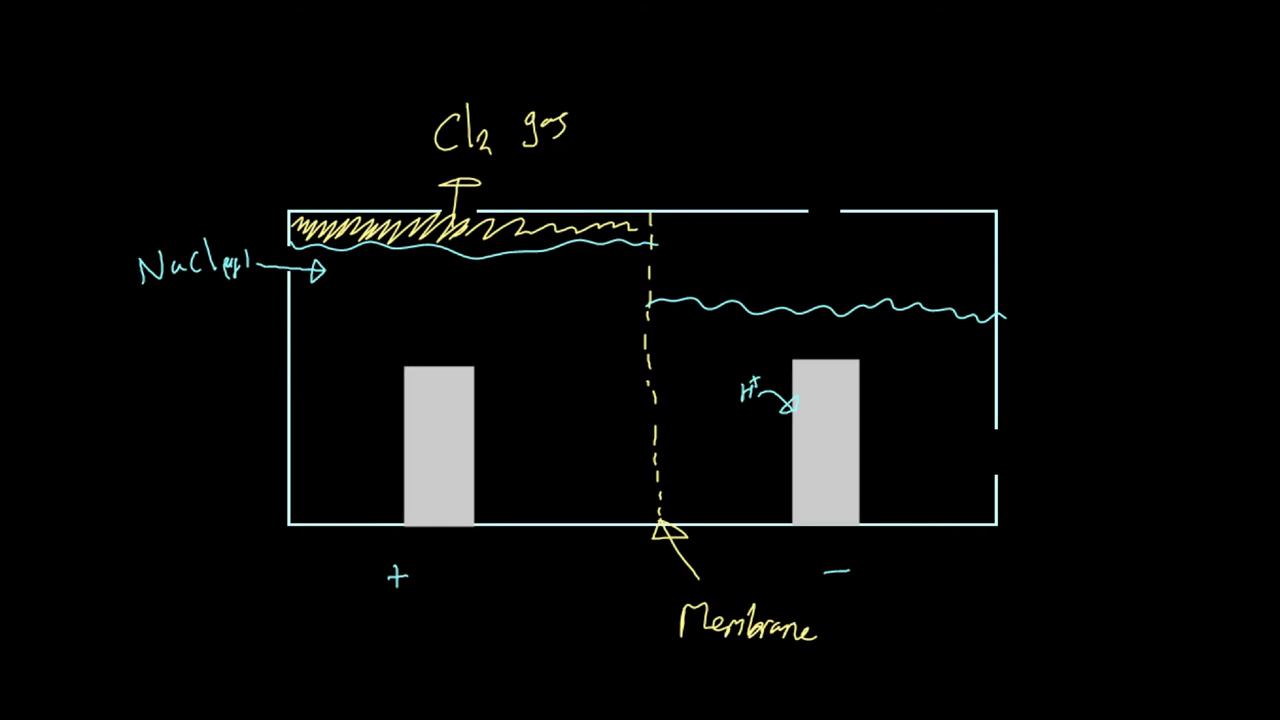 Cl₂ gas
NaCl(aq)
H⁺
+
−
Membrane